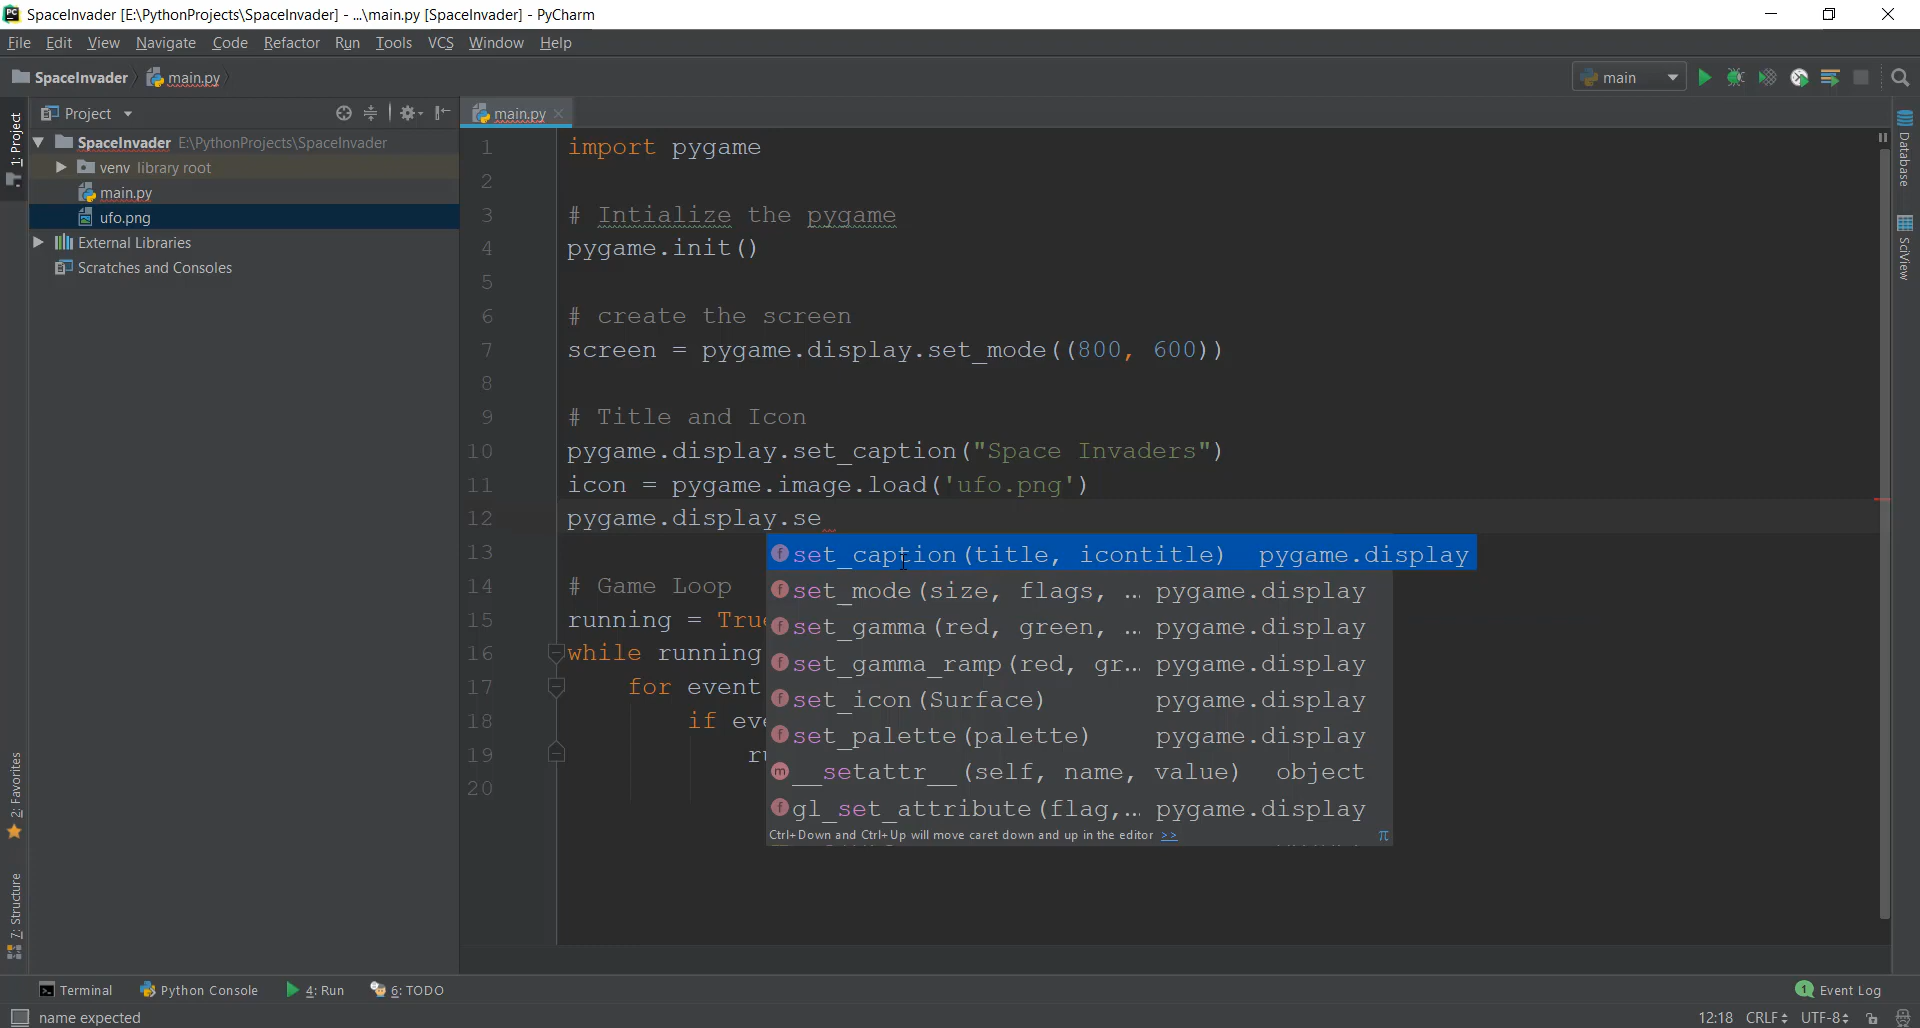 SpaceInvader [E:\PythonProjects\SpaceInvader] - ...\main.py [SpaceInvader] - PyCharm
File Edit View Navigate Code Refactor Run Tools VCS Window Help
SpaceInvader main.py main
Project main.py
1: Project
SpaceInvader E:\PythonProjects\SpaceInvader
venv library root
main.py
ufo.png
External Libraries
Scratches and Consoles
2: Favorites
7: Structure
1 import pygame
2
3 # Intialize the pygame
4 pygame.init()
5
6 # create the screen
7 screen = pygame.display.set_mode((800, 600))
8
9 # Title and Icon
10 pygame.display.set_caption("Space Invaders")
11 icon = pygame.image.load('ufo.png')
12 pygame.display.se
13
14 # Game Loop
15 running = True
16 while running
17 for event
18 if eve
19 ru
20
set_caption(title, icontitle) pygame.display
set_mode(size, flags, … pygame.display
set_gamma(red, green, … pygame.display
set_gamma_ramp(red, gr… pygame.display
set_icon(Surface) pygame.display
set_palette(palette) pygame.display
__setattr__(self, name, value) object
gl_set_attribute(flag,… pygame.display
Ctrl+Down and Ctrl+Up will move caret down and up in the editor >> π
Database
SciView
Terminal Python Console 4: Run 6: TODO 1 Event Log
name expected 12:18 CRLF UTF-8